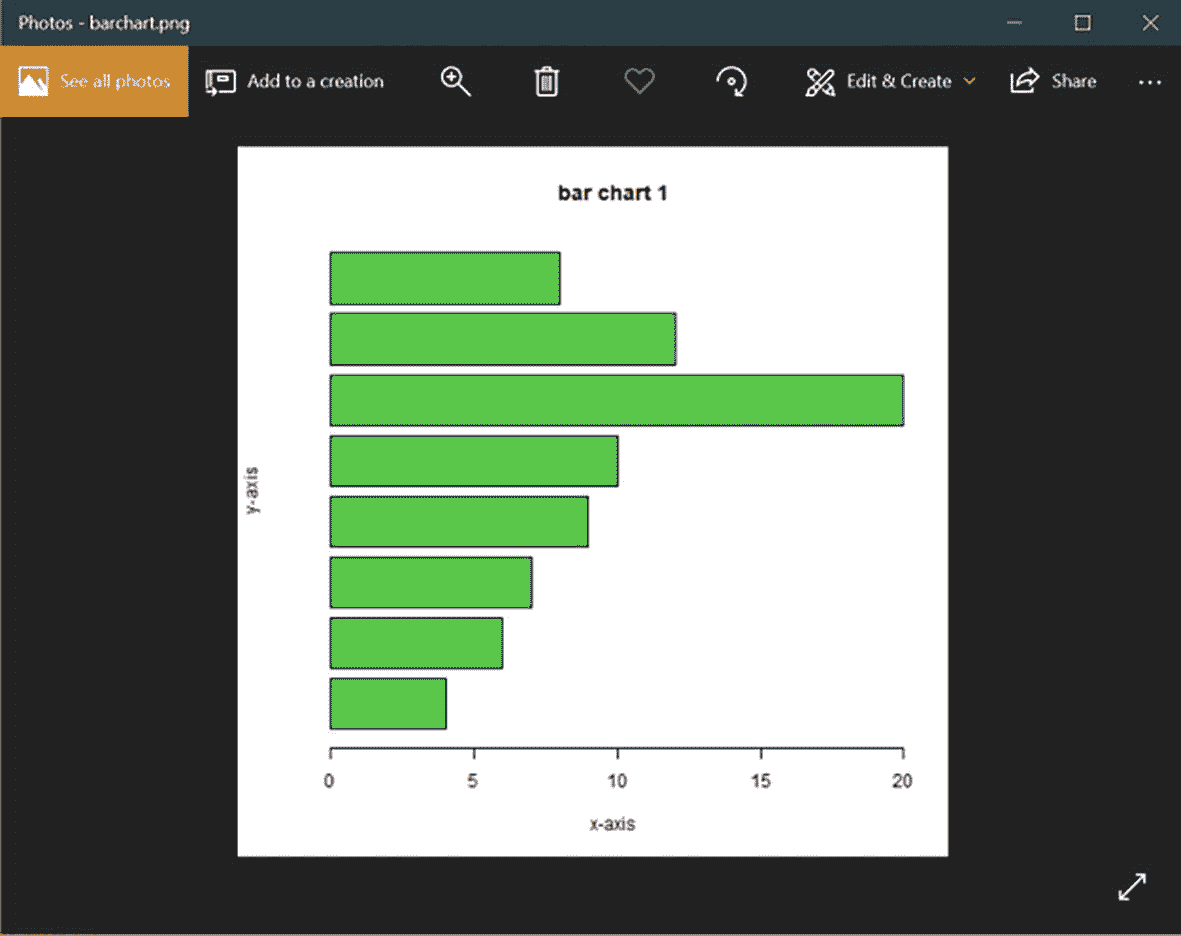 Photos - barchart.png
See all photos
Add to a creation
Edit & Create
Share
bar chart 1
y-axis
0 5 10 15 20
x-axis